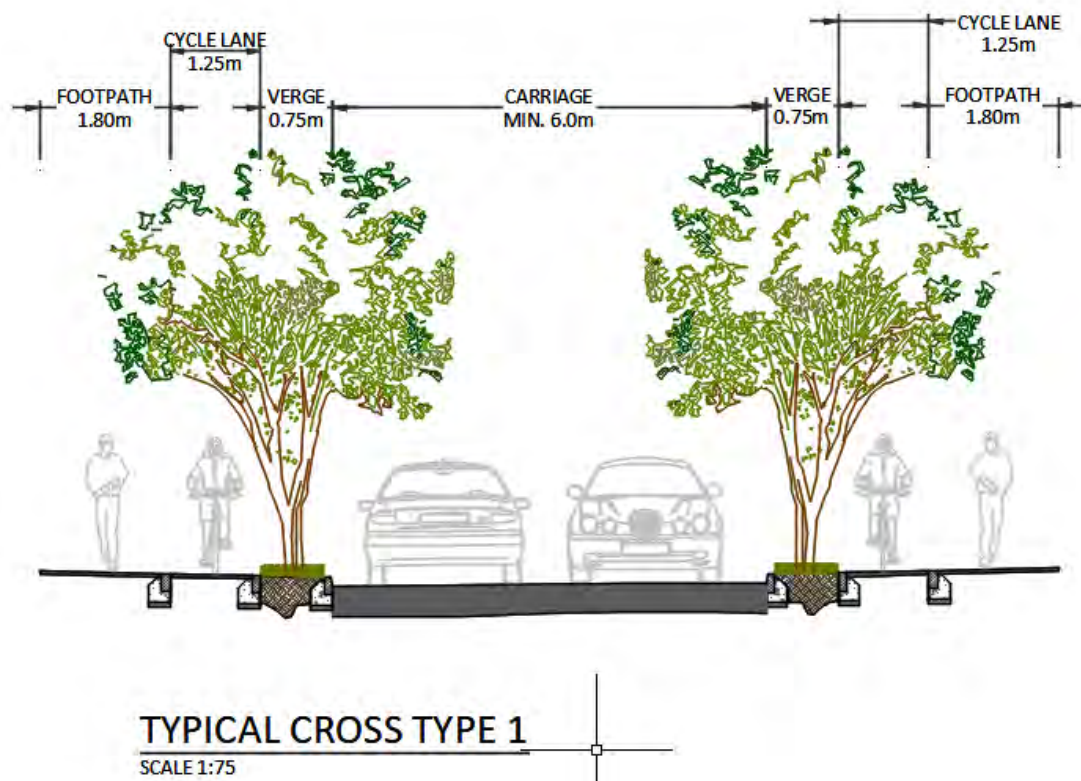 CYCLE LANE
1.25m
FOOTPATH
1.80m
VERGE
0.75m
CARRIAGE
MIN. 6.0m
VERGE
0.75m
CYCLE LANE
1.25m
FOOTPATH
1.80m
TYPICAL CROSS TYPE 1
SCALE 1:75